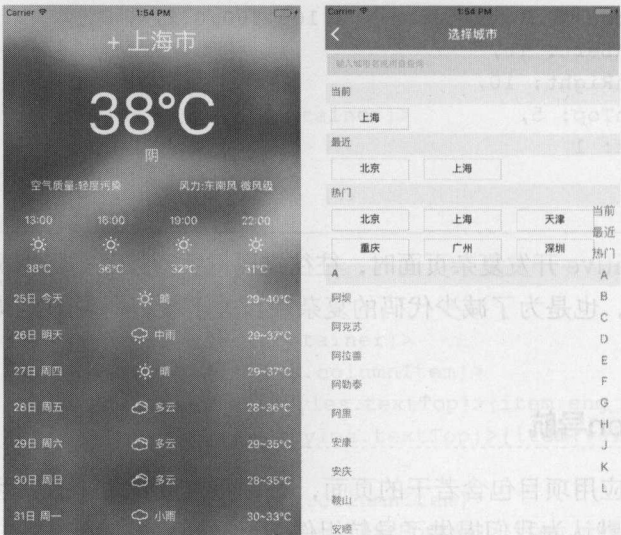 Carrier 1:54 PM
+ 上海市
38°C
阴
空气质量:轻度污染 风力:东南风 微风级
13:00 16:00 19:00 22:00
38°C 36°C 32°C 31°C
25日 今天 晴 29~40°C
26日 明天 中雨 28~37°C
27日 周四 晴 29~37°C
28日 周五 多云 28~36°C
29日 周六 多云 29~35°C
30日 周日 多云 28~35°C
31日 周一 小雨 30~33°C
Carrier 1:54 PM
选择城市
当前
上海
最近
北京 上海
热门
北京 上海 天津
重庆 广州 深圳
A
阿坝
阿克苏
阿拉善
阿勒泰
阿里
安康
安庆
鞍山
安顺
当前
最近
热门
A
B
C
D
E
F
G
H
J
K
L